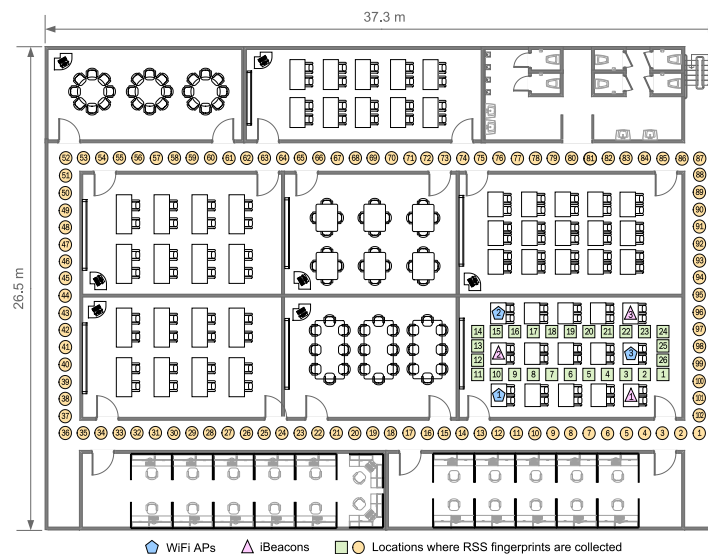 37.3 m
26.5 m
52 53 54 55 56 57 58 59 60 61 62 63 64 65 66 67 68 69 70 71 72 73 74 75 76 77 78 79 80 81 82 83 84 85 86 87
51 88
50 89
49 90
48 91
47 92
46 93
45 94
44 95
43 2 3 96
42 14 15 16 17 18 19 20 21 22 23 24 97
41 13 2 3 25 98
40 12 26 99
39 11 10 9 8 7 6 5 4 3 2 1 100
38 1 1 101
37 102
36 35 34 33 32 31 30 29 28 27 26 25 24 23 22 21 20 19 18 17 16 15 14 13 12 11 10 9 8 7 6 5 4 3 2 1
WiFi APs iBeacons Locations where RSS fingerprints are collected